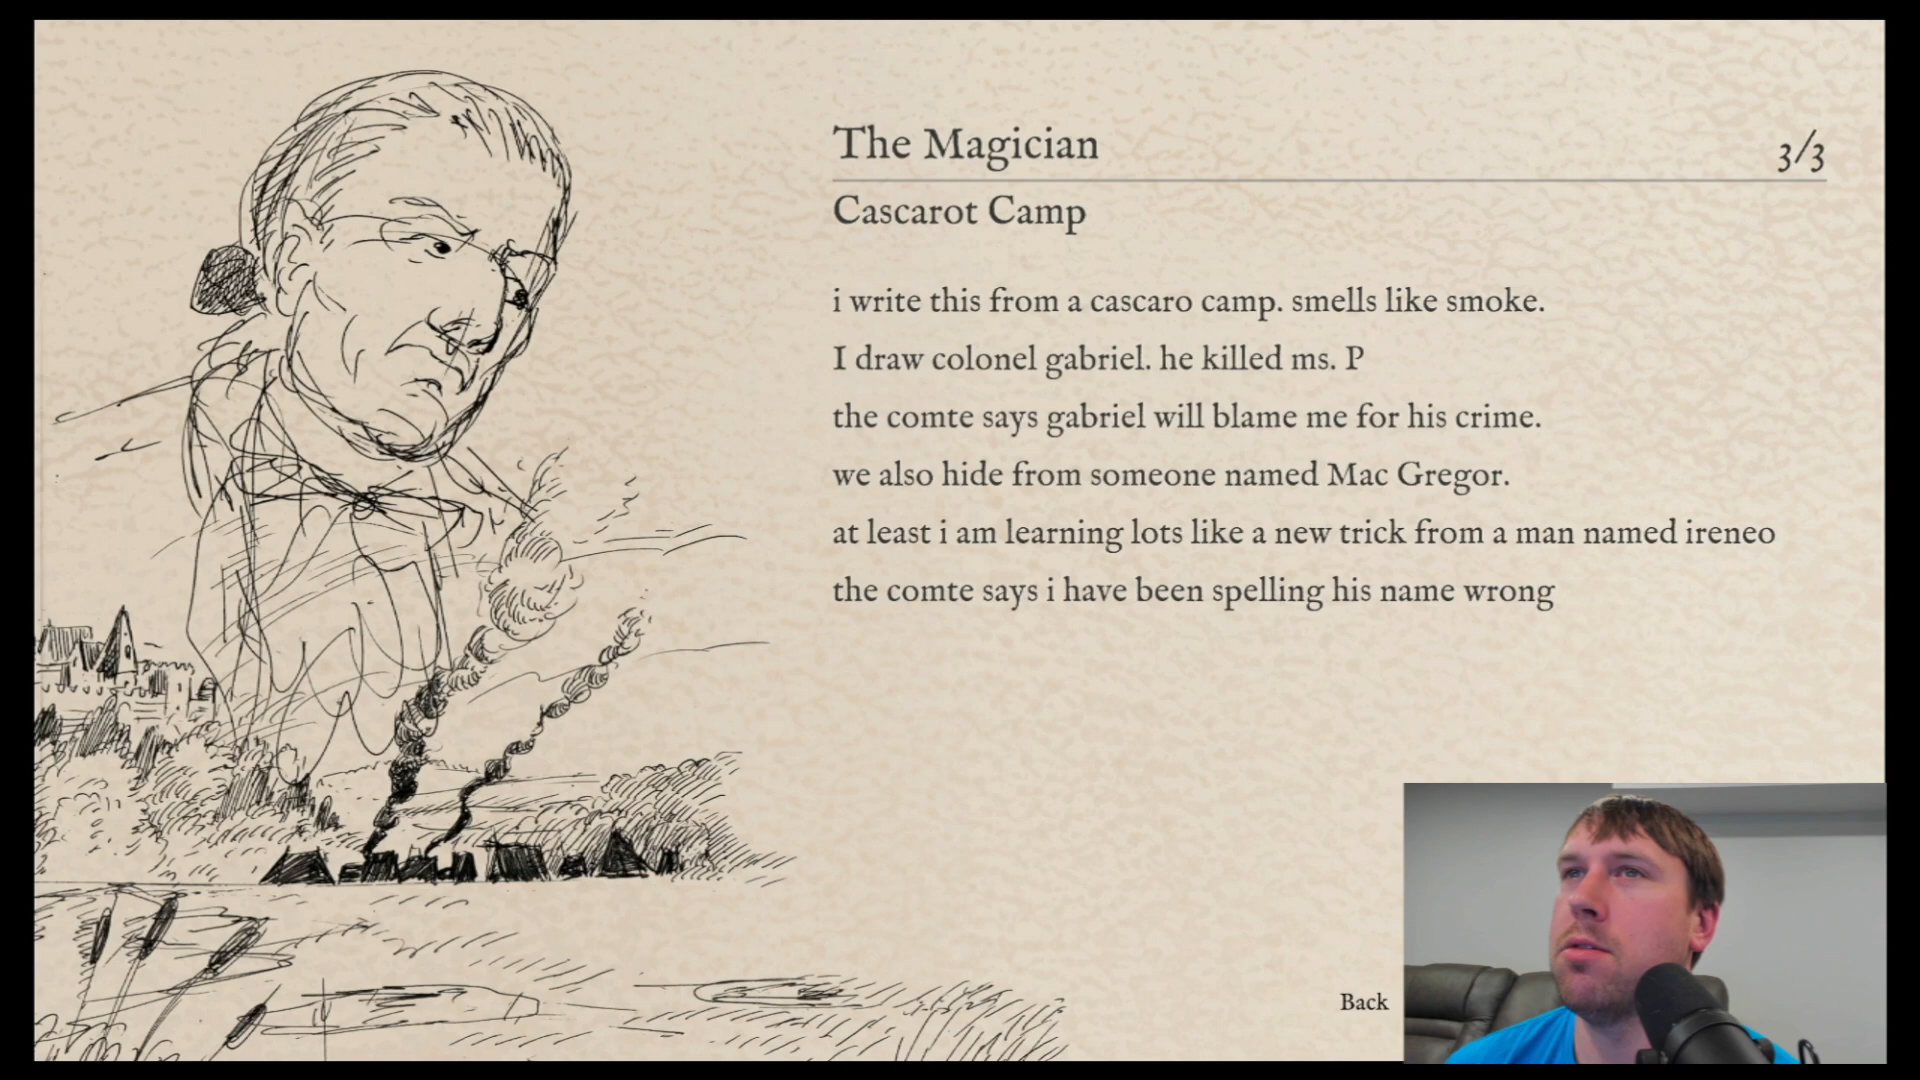 The Magician
3/3
Cascarot Camp
i write this from a cascaro camp. smells like smoke.
I draw colonel gabriel. he killed ms. P
the comte says gabriel will blame me for his crime.
we also hide from someone named Mac Gregor.
at least i am learning lots like a new trick from a man named ireneo
the comte says i have been spelling his name wrong
Back